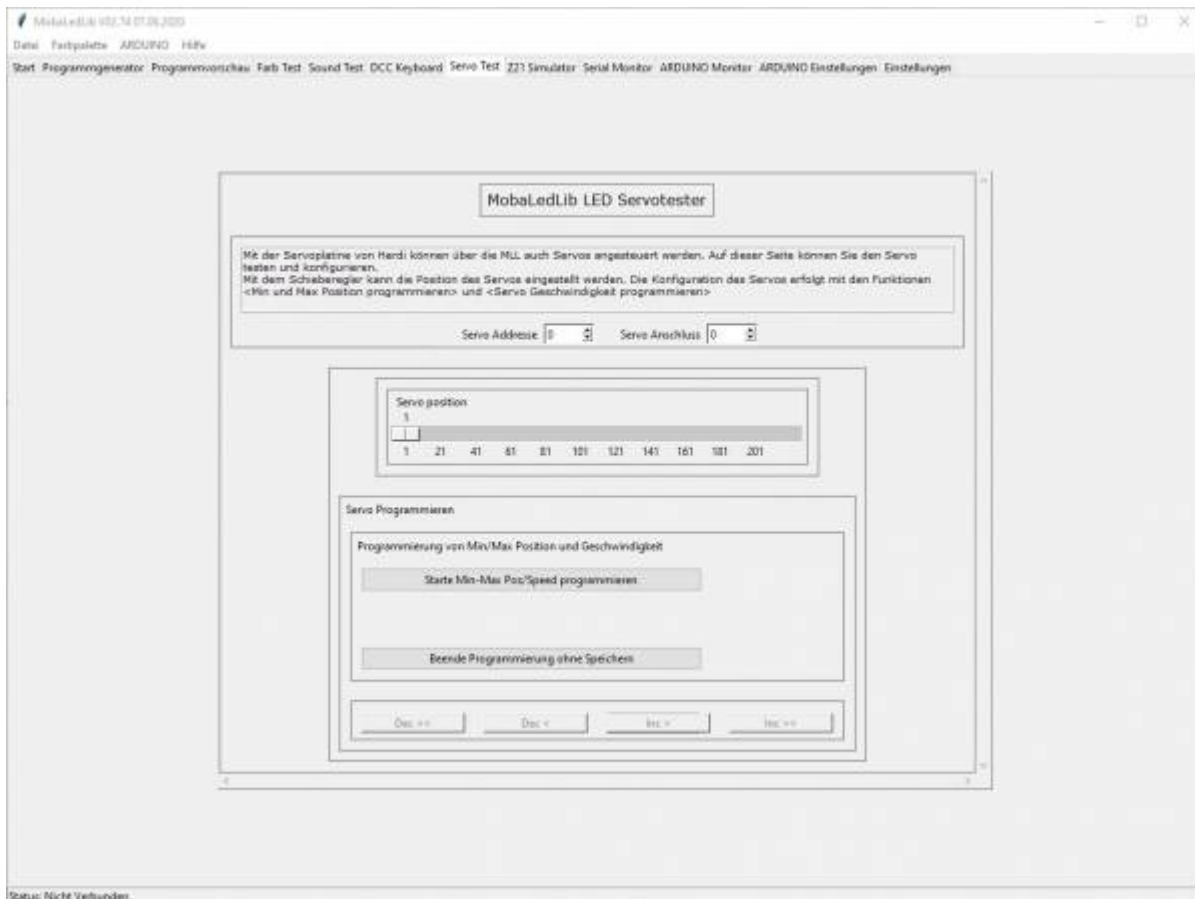 MobaLedLib V02.74 07.06.2020
Datei Farbpalette ARDUINO Hilfe
Start Programmgenerator Programmvorschau Farb Test Sound Test DCC Keyboard Servo Test Z21 Simulator Serial Monitor ARDUINO Monitor ARDUINO Einstellungen Einstellungen
MobaLedLib LED Servotester
Mit der Servoplatine von Hardi können über die MLL auch Servos angesteuert werden. Auf dieser Seite können Sie den Servo
testen und konfigurieren.
Mit dem Schieberegler kann die Position des Servos eingestellt werden. Die Konfiguration des Servos erfolgt mit den Funktionen
<Min und Max Position programmieren> und <Servo Geschwindigkeit programmieren>
Servo Addresse 0 Servo Anschluss 0
Servo position
1
1 21 41 61 81 101 121 141 161 181 201
Servo Programmieren
Programmierung von Min/Max Position und Geschwindigkeit
Starte Min-Max Pos/Speed programmieren
Beende Programmierung ohne Speichern
Dec << Dec < Inc > Inc >>
Status: Nicht Verbunden